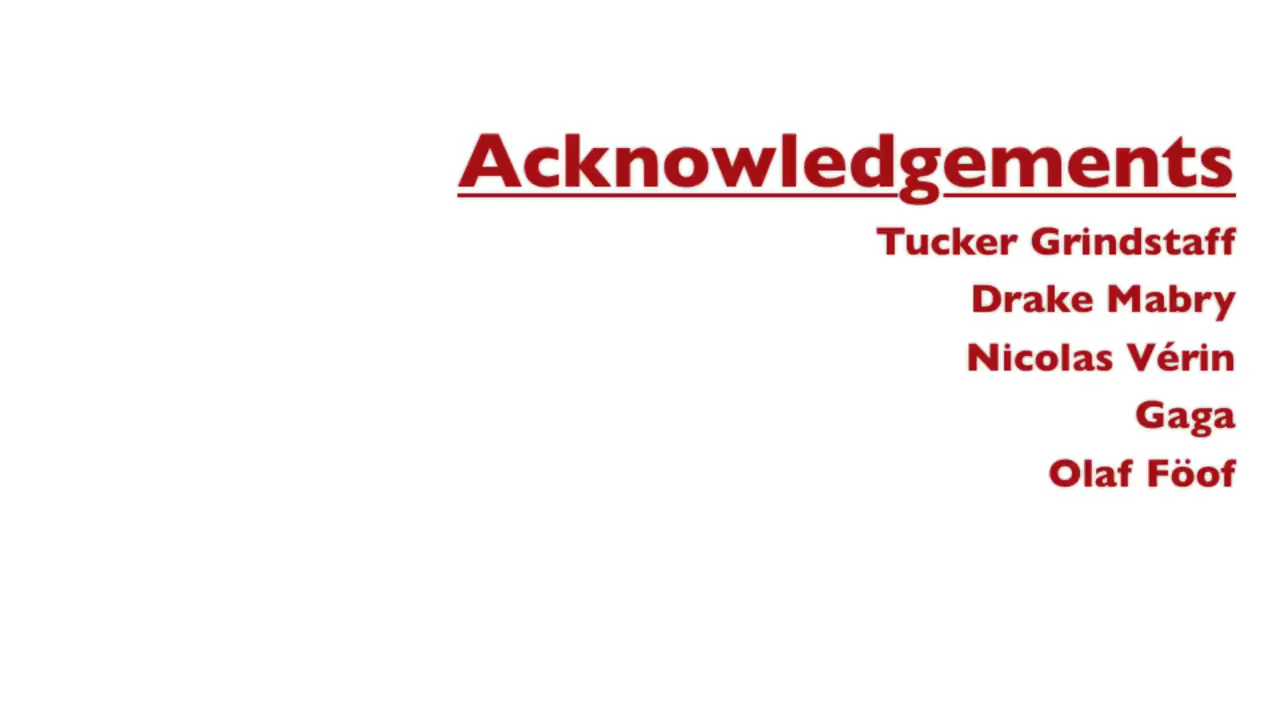 Acknowledgements
Tucker Grindstaff
Drake Mabry
Nicolas Vérin
Gaga
Olaf Föof